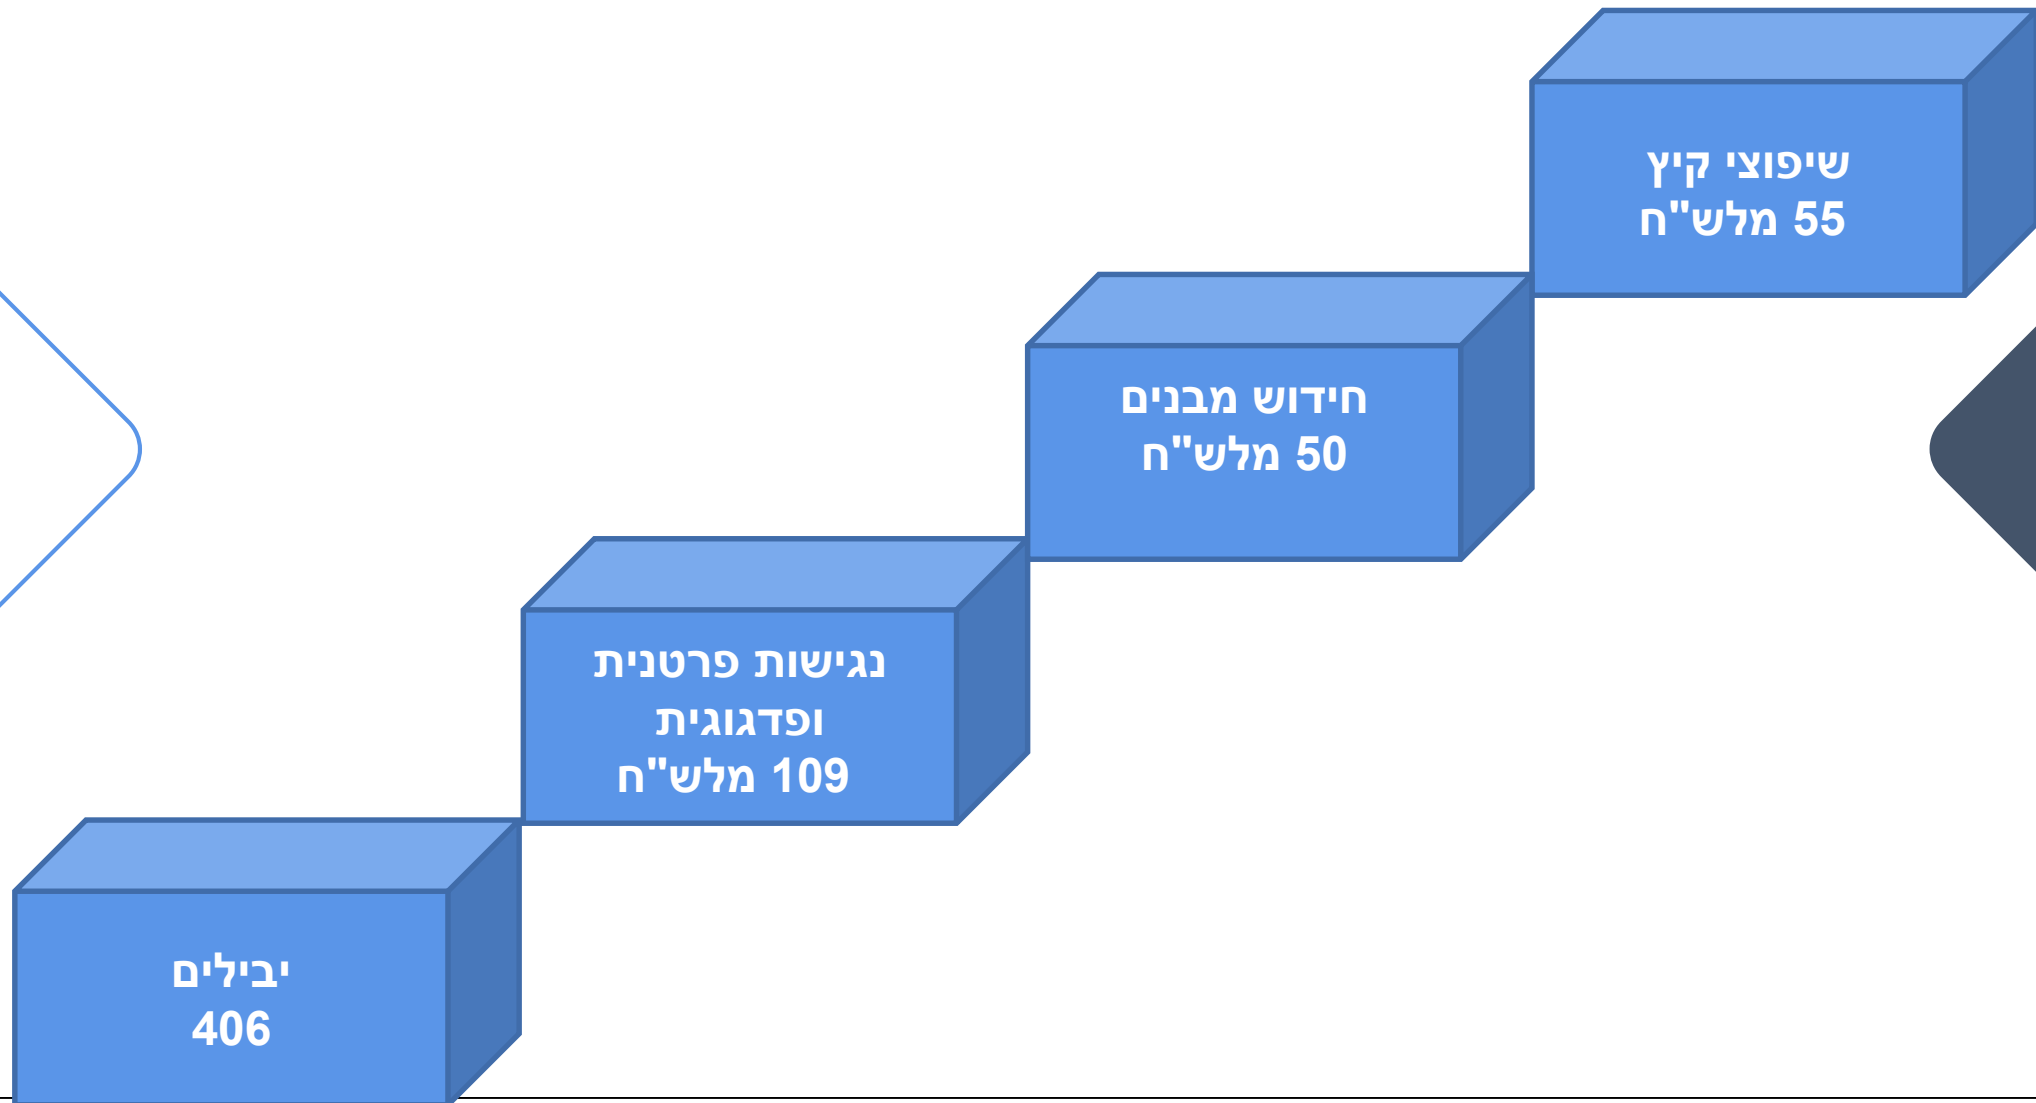 שיפוצי קיץ
55 מלש"ח
חידוש מבנים
50 מלש"ח
נגישות פרטנית
ופדגוגית
109 מלש"ח
יבילים
406